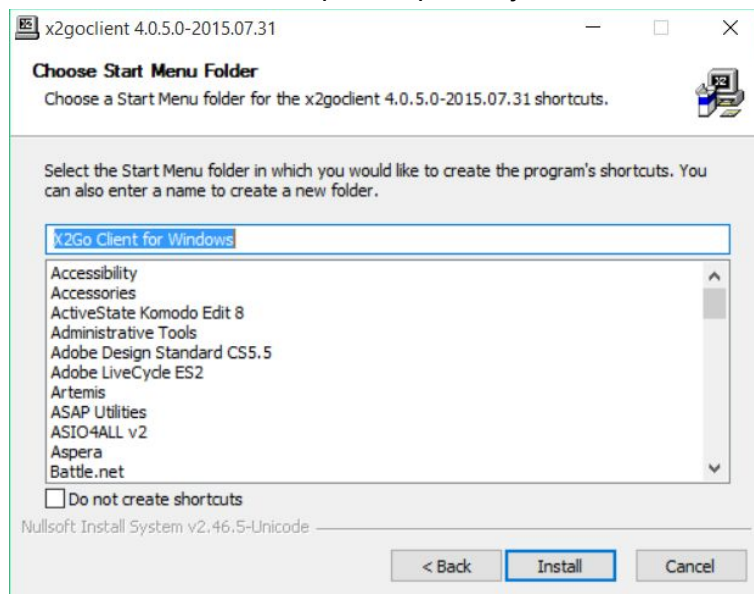 x2goclient 4.0.5.0-2015.07.31
Choose Start Menu Folder
Choose a Start Menu folder for the x2goclient 4.0.5.0-2015.07.31 shortcuts.
Select the Start Menu folder in which you would like to create the program's shortcuts. You
can also enter a name to create a new folder.
X2Go Client for Windows
Accessibility
Accessories
ActiveState Komodo Edit 8
Administrative Tools
Adobe Design Standard CS5.5
Adobe LiveCycle ES2
Artemis
ASAP Utilities
ASIO4ALL v2
Aspera
Battle.net
Do not create shortcuts
Nullsoft Install System v2.46.5-Unicode
< Back
Install
Cancel